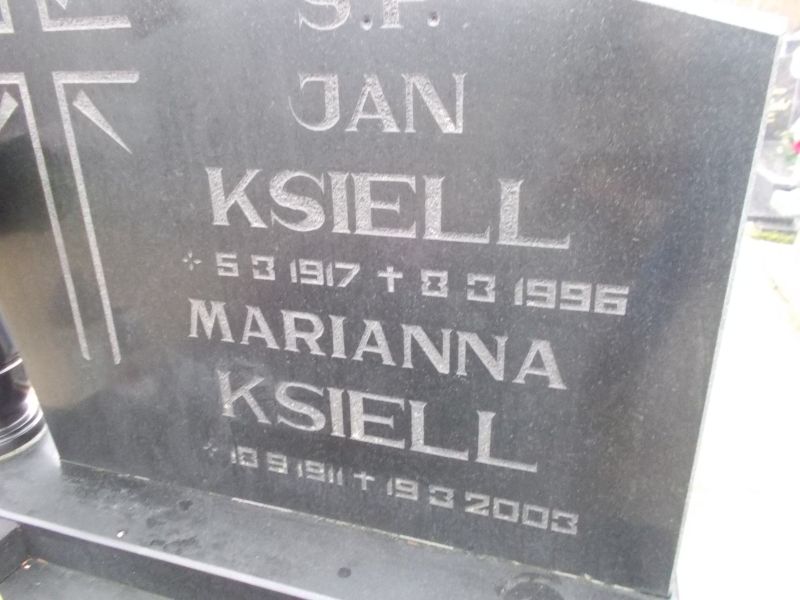 Ś.P.
JAN
KSIELL
* 5 3 1917 + 8 3 1996
MARIANNA
KSIELL
* 18 9 1911 + 19 3 2003